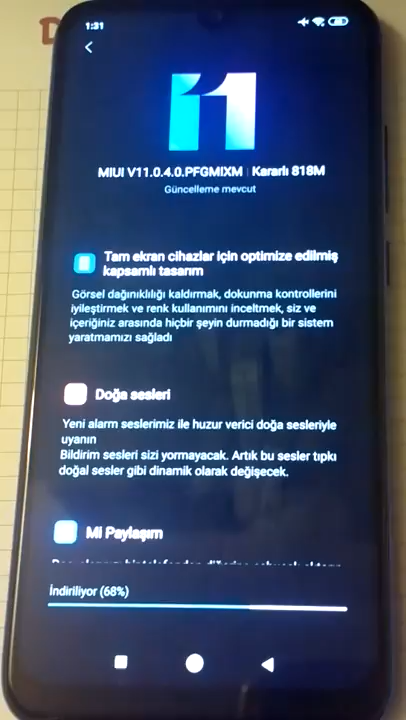 D
1:31
11
MIUI V11.0.4.0.PFGMIXM | Kararlı 818M
Güncelleme mevcut
Tam ekran cihazlar için optimize edilmiş
kapsamlı tasarım
Görsel dağınıklılığı kaldırmak, dokunma kontrollerini
iyileştirmek ve renk kullanımını inceltmek, siz ve
içeriğiniz arasında hiçbir şeyin durmadığı bir sistem
yaratmamızı sağladı
Doğa sesleri
Yeni alarm seslerimiz ile huzur verici doğa sesleriyle
uyanın
Bildirim sesleri sizi yormayacak. Artık bu sesler tıpkı
doğal sesler gibi dinamik olarak değişecek.
Mi Paylaşım
İndiriliyor (68%)